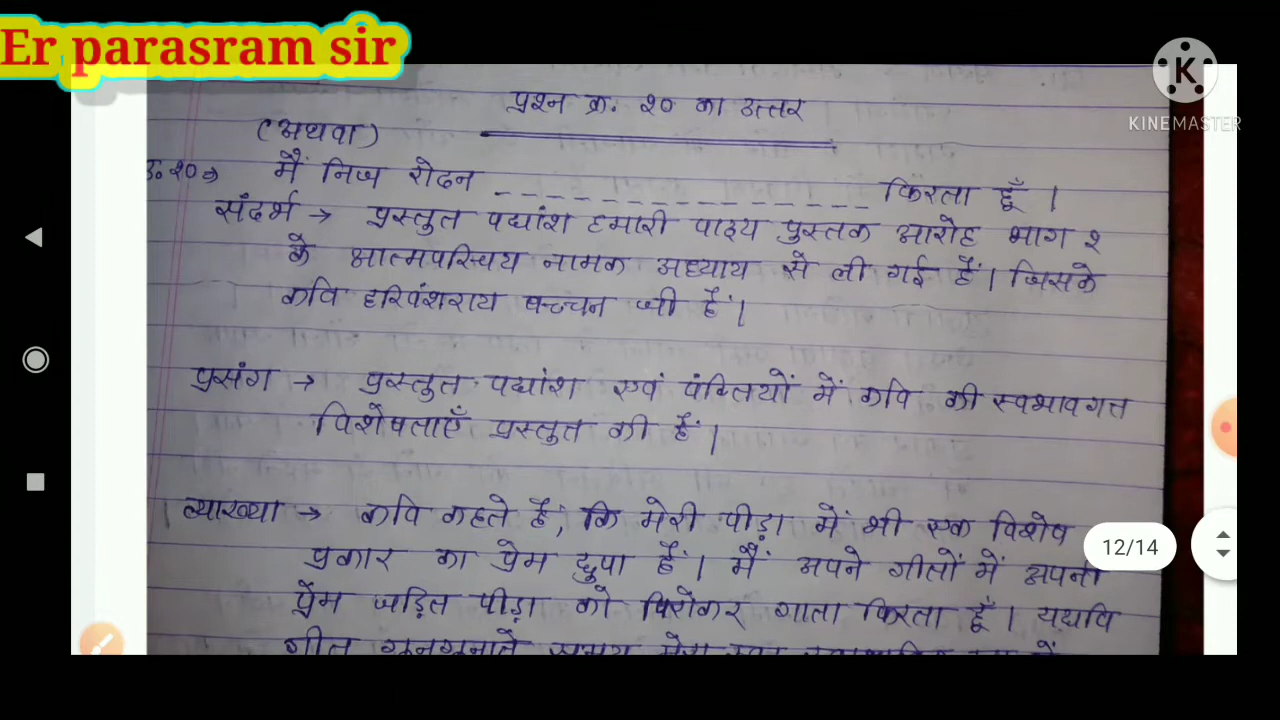 Er parasram sir
K
KINEMASTER
प्रश्न क्र. २० का उत्तर
(अथवा)
उ. २० ⇒ मैं निज रोदन _ _ _ _ _ _ _ _ _ _ _ _ _ _ फिरता हूँ ।
संदर्भ → प्रस्तुत पद्यांश हमारी पाठ्य पुस्तक आरोह भाग २
के आत्मपरिचय नामक अध्याय से ली गई हैं। जिसके
कवि हरिवंशराय बच्चन जी हैं।
प्रसंग → प्रस्तुत पद्यांश एवं पंक्तियों में कवि की स्वभावगत
विशेषताएँ प्रस्तुत की हैं।
व्याख्या → कवि कहते हैं, कि मेरी पीड़ा में भी एक विशेष
प्रकार का प्रेम छुपा हैं। मैं अपने गीतों में अपनी
प्रेम जड़ित पीड़ा को पिरोकर गाता फिरता हूँ। यद्यपि
गीत गुनगुनाते समय मेरा
12/14